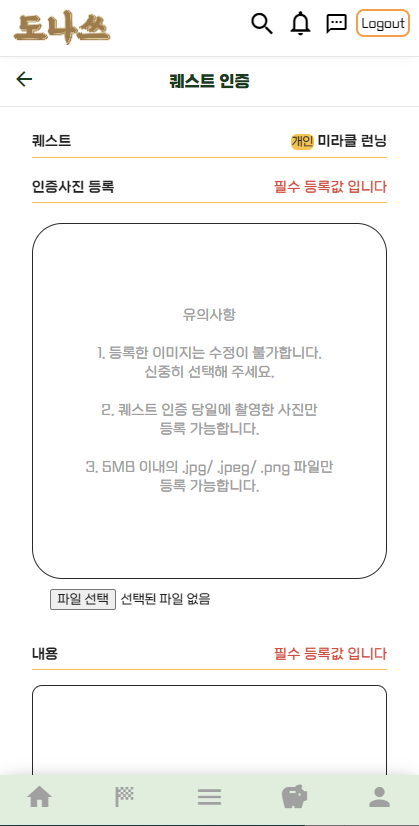 도나쓰
Logout
퀘스트 인증
퀘스트
개인 미라클 런닝
인증사진 등록
필수 등록값 입니다
유의사항
1. 등록한 이미지는 수정이 불가합니다.
신중히 선택해 주세요.
2. 퀘스트 인증 당일에 촬영한 사진만
등록 가능합니다.
3. 5MB 이내의 .jpg/ .jpeg/ .png 파일만
등록 가능합니다.
파일 선택 선택된 파일 없음
내용
필수 등록값 입니다